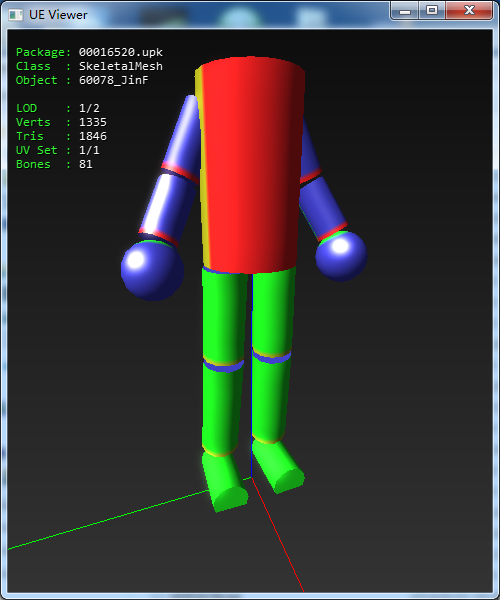 UE Viewer
Package: 00016520.upk
Class  : SkeletalMesh
Object : 60078_JinF
LOD    : 1/2
Verts  : 1335
Tris   : 1846
UV Set : 1/1
Bones  : 81